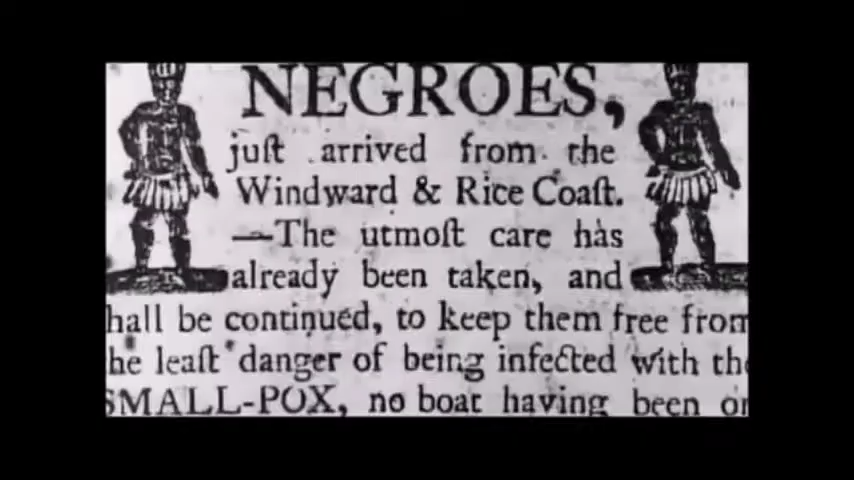 NEGROES,
juſt arrived from the
Windward & Rice Coaſt.
—The utmoſt care has
already been taken, and
hall be continued, to keep them free from
he leaſt danger of being infected with the
SMALL-POX, no boat having been on